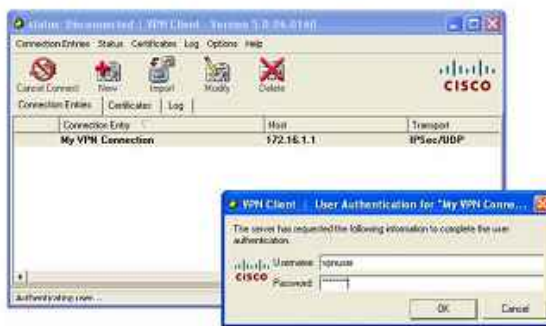 status: Disconnected | VPN Client - Version 5.0.06.0160
Connection Entries Status Certificates Log Options Help
Cancel Connect New Import Modify Delete
CISCO
Connection Entries Certificates Log
Connection Entry Host Transport
My VPN Connection 172.16.1.1 IPSec/UDP
VPN Client | User Authentication for "My VPN Conne...
The server has requested the following information to complete the user
authentication.
Username: vpnuser
CISCO
Password:
OK Cancel
Authenticating user...